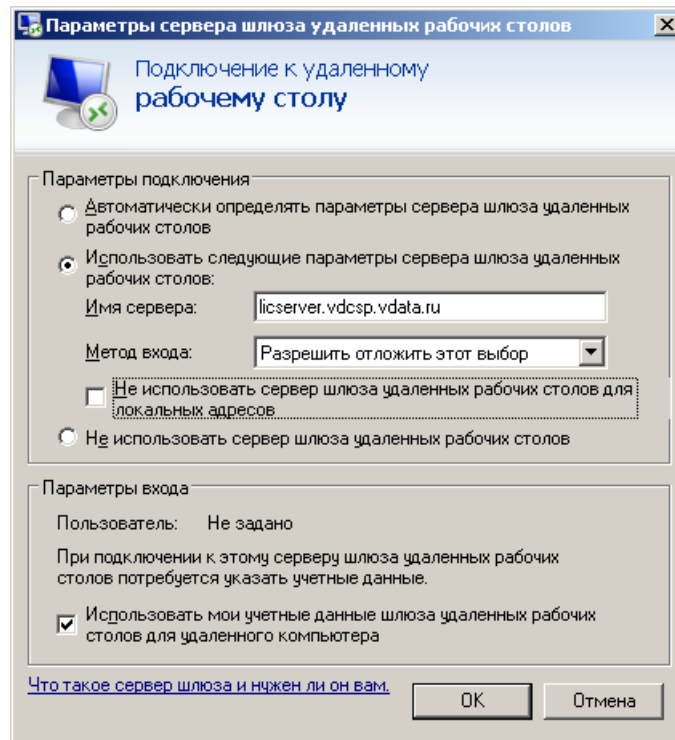 Параметры сервера шлюза удаленных рабочих столов
Подключение к удаленному
рабочему столу
Параметры подключения
Автоматически определять параметры сервера шлюза удаленных
рабочих столов
Использовать следующие параметры сервера шлюза удаленных
рабочих столов:
Имя сервера: licserver.vdcsp.vdata.ru
Метод входа: Разрешить отложить этот выбор
Не использовать сервер шлюза удаленных рабочих столов для
локальных адресов
Не использовать сервер шлюза удаленных рабочих столов
Параметры входа
Пользователь: Не задано
При подключении к этому серверу шлюза удаленных рабочих
столов потребуется указать учетные данные.
Использовать мои учетные данные шлюза удаленных рабочих
столов для удаленного компьютера
Что такое сервер шлюза и нужен ли он вам.
OK Отмена